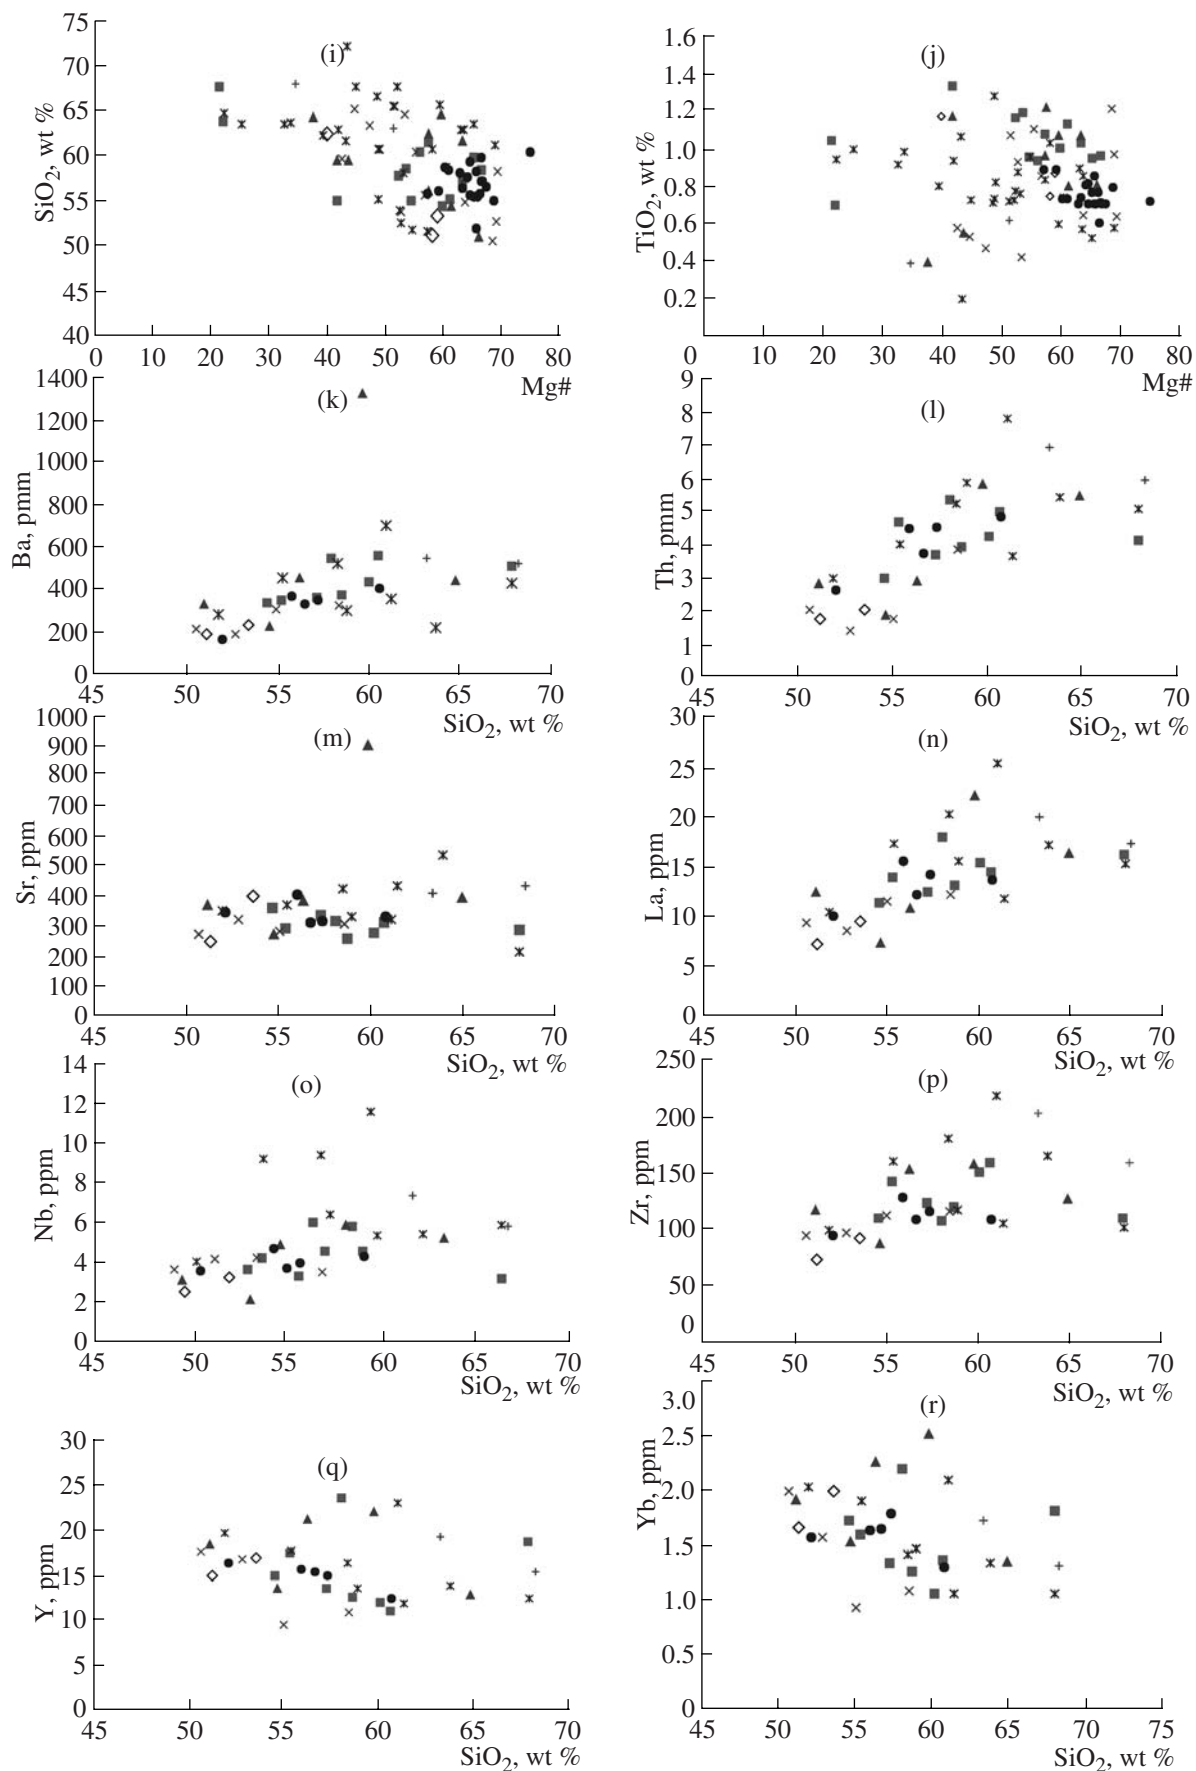 (i)
SiO2, wt %
75
70
65
60
55
50
45
40
0 10 20 30 40 50 60 70 80
Mg#
(j)
TiO2, wt %
1.6
1.4
1.2
1.0
0.8
0.6
0.4
0.2
0 10 20 30 40 50 60 70 80
Mg#
(k)
Ba, pmm
1400
1200
1000
800
600
400
200
0
45 50 55 60 65 70
SiO2, wt %
(l)
Th, pmm
9
8
7
6
5
4
3
2
1
0
45 50 55 60 65 70
SiO2, wt %
(m)
Sr, ppm
1000
900
800
700
600
500
400
300
200
100
0
45 50 55 60 65 70
SiO2, wt %
(n)
La, ppm
30
25
20
15
10
5
0
45 50 55 60 65 70
SiO2, wt %
(o)
Nb, ppm
14
12
10
8
6
4
2
0
45 50 55 60 65 70
SiO2, wt %
(p)
Zr, ppm
250
200
150
100
50
0
45 50 55 60 65 70
SiO2, wt %
(q)
Y, ppm
30
25
20
15
10
5
0
45 50 55 60 65 70
SiO2, wt %
(r)
Yb, ppm
3.0
2.5
2.0
1.5
1.0
0.5
0
45 50 55 60 65 70 75
SiO2, wt %